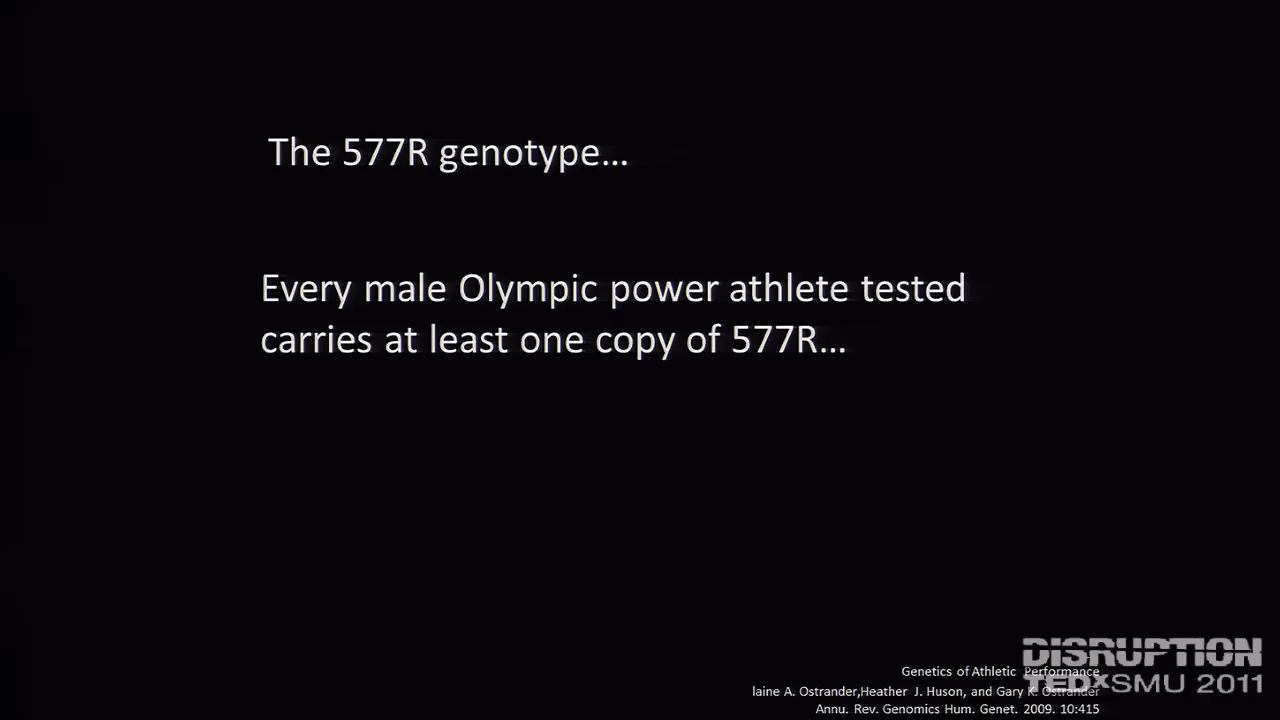 The 577R genotype...
Every male Olympic power athlete tested
carries at least one copy of 577R...
DISRUPTION
Genetics of Athletic Performance
TEDxSMU 2011
laine A. Ostrander,Heather J. Huson, and Gary K. Ostrander
Annu. Rev. Genomics Hum. Genet. 2009. 10:415